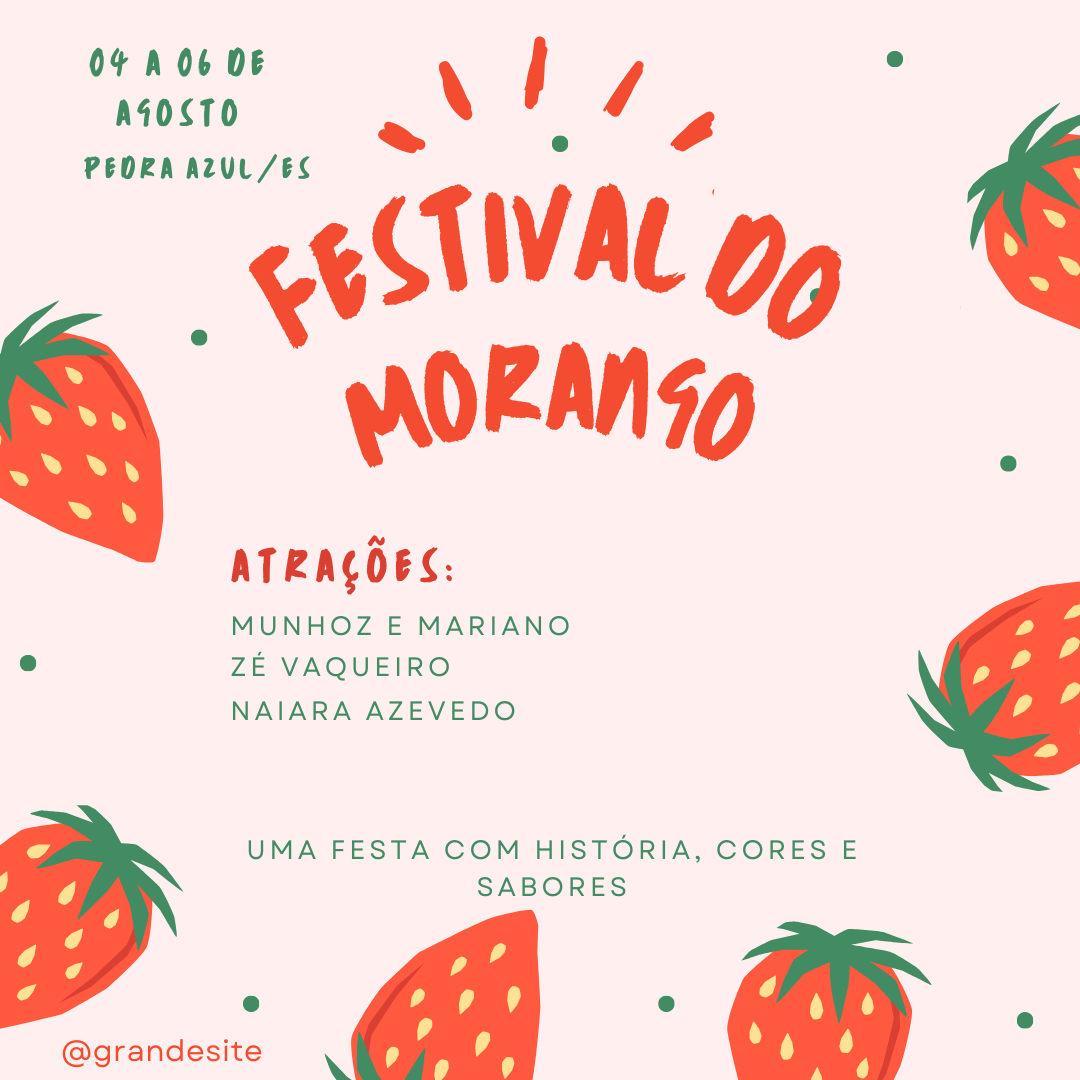 04 A 06 DE
AGOSTO
PEDRA AZUL/ES
FESTIVAL DO
MORANGO
ATRAÇÕES:
MUNHOZ E MARIANO
ZÉ VAQUEIRO
NAIARA AZEVEDO
UMA FESTA COM HISTÓRIA, CORES E
SABORES
@grandesite